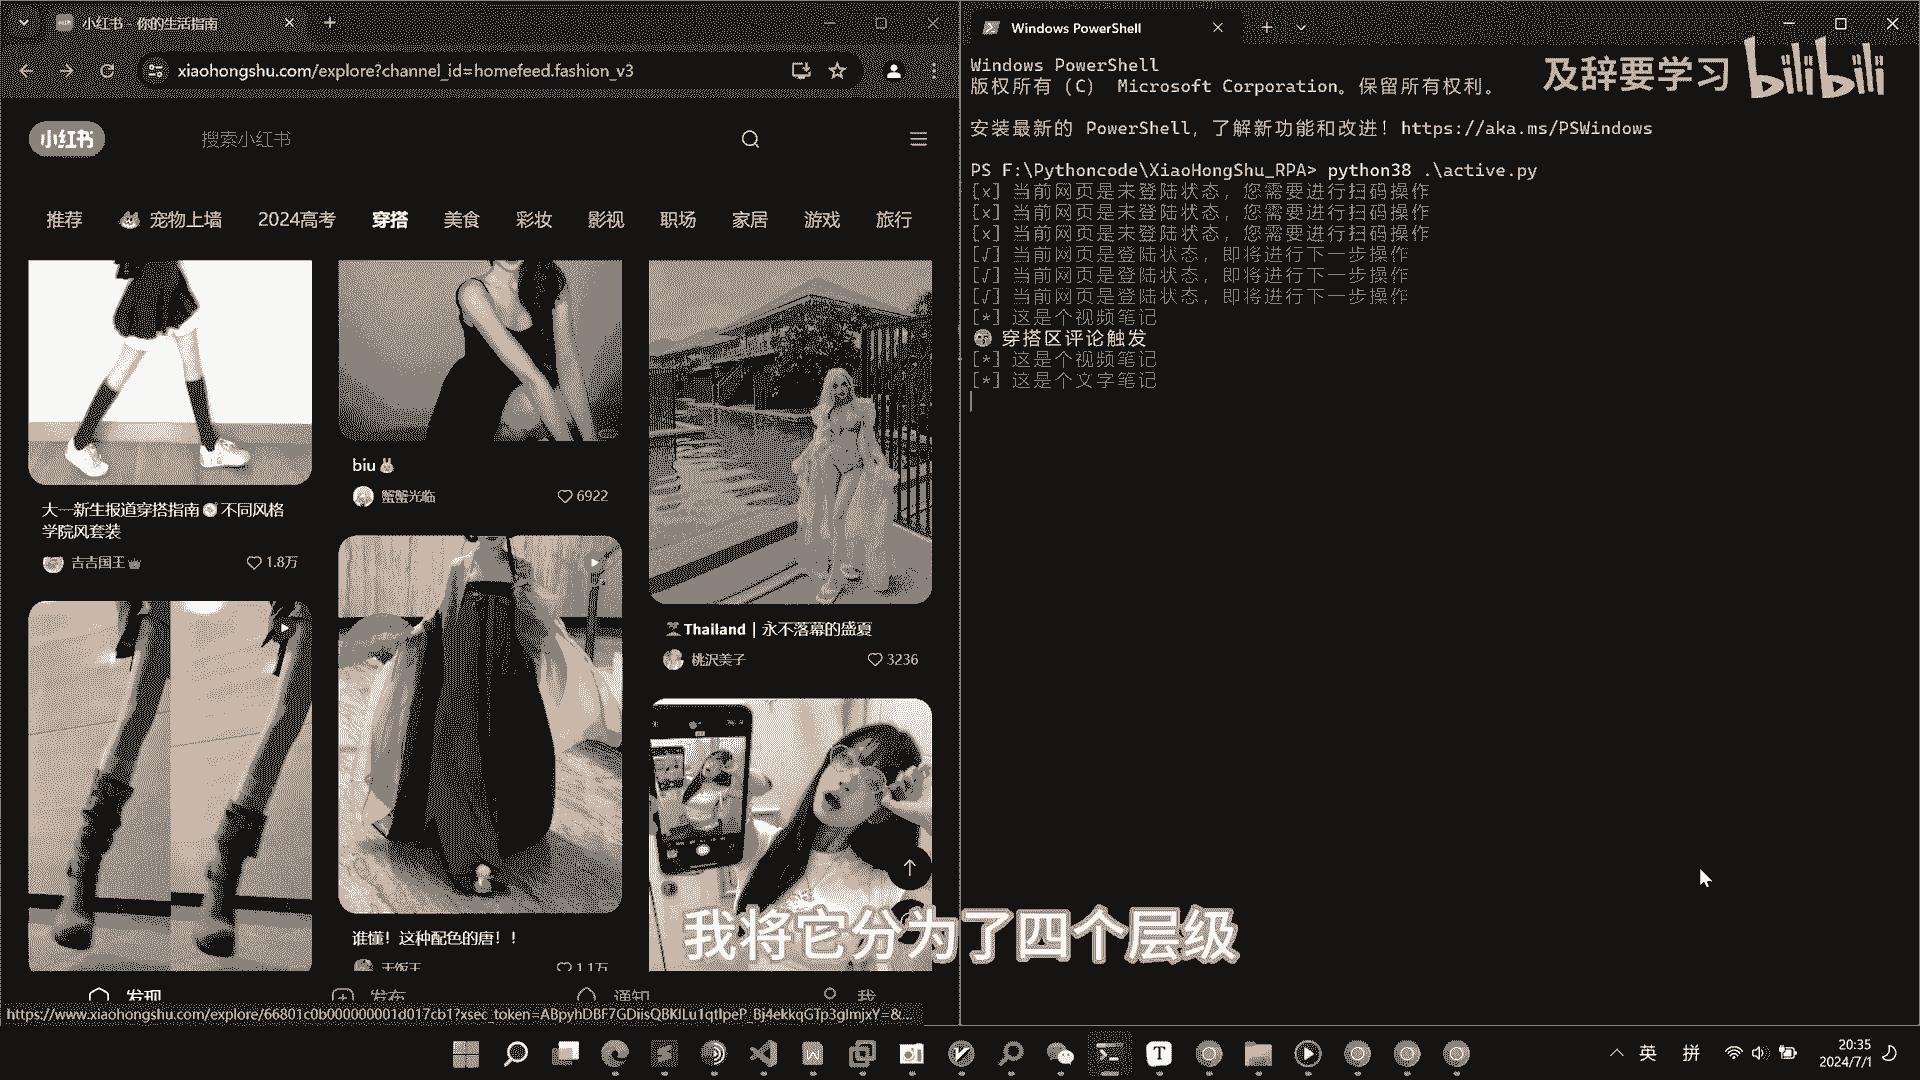 小红书 - 你的生活指南
xiaohongshu.com/explore?channel_id=homefeed.fashion_v3
小红书
搜索小红书
推荐
宠物上墙
2024高考
穿搭
美食
彩妆
影视
职场
家居
游戏
旅行
大一新生报道穿搭指南 不同风格
学院风套装
吉吉国王
1.8万
biu
蟹蟹光临
6922
谁懂！这种配色的唐！！
干饭王
1.1万
Thailand | 永不落幕的盛夏
桃沢美子
3236
发现
发布
通知
我
https://www.xiaohongshu.com/explore/66801c0b000000001d017cb1?xsec_token=ABpyhDBF7GDiisQBKlLu1qtIpeP_Bj4ekkqGTp3gImjxY=&...
Windows PowerShell
及辞要学习 bilibili
Windows PowerShell
版权所有 (C) Microsoft Corporation。保留所有权利。
安装最新的 PowerShell，了解新功能和改进！https://aka.ms/PSWindows
PS F:\Pythoncode\XiaoHongShu_RPA> python38 .\active.py
[x] 当前网页是未登陆状态，您需要进行扫码操作
[x] 当前网页是未登陆状态，您需要进行扫码操作
[x] 当前网页是未登陆状态，您需要进行扫码操作
[√] 当前网页是登陆状态，即将进行下一步操作
[√] 当前网页是登陆状态，即将进行下一步操作
[√] 当前网页是登陆状态，即将进行下一步操作
[*] 这是个视频笔记
穿搭区评论触发
[*] 这是个视频笔记
[*] 这是个文字笔记
我将它分为了四个层级
英
拼
20:35
2024/7/1